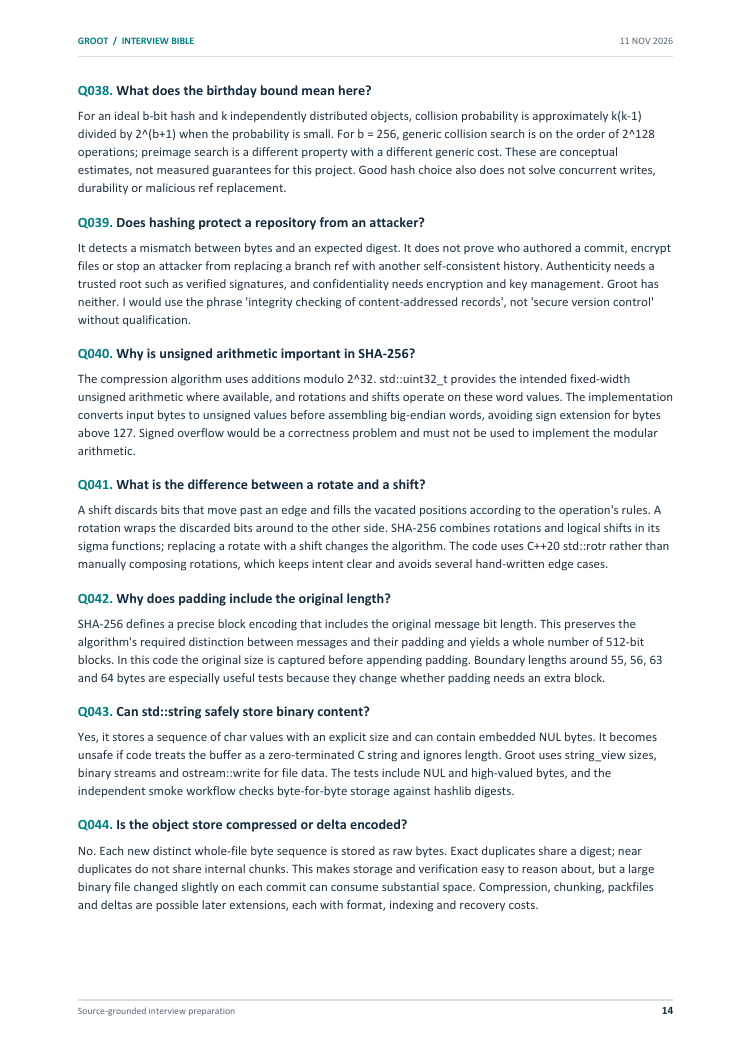 GROOT / INTERVIEW BIBLE
11 NOV 2026
Q038. What does the birthday bound mean here?
For an ideal b-bit hash and k independently distributed objects, collision probability is approximately k(k-1)
divided by 2^(b+1) when the probability is small. For b = 256, generic collision search is on the order of 2^128
operations; preimage search is a different property with a different generic cost. These are conceptual
estimates, not measured guarantees for this project. Good hash choice also does not solve concurrent writes,
durability or malicious ref replacement.
Q039. Does hashing protect a repository from an attacker?
It detects a mismatch between bytes and an expected digest. It does not prove who authored a commit, encrypt
files or stop an attacker from replacing a branch ref with another self-consistent history. Authenticity needs a
trusted root such as verified signatures, and confidentiality needs encryption and key management. Groot has
neither. I would use the phrase 'integrity checking of content-addressed records', not 'secure version control'
without qualification.
Q040. Why is unsigned arithmetic important in SHA-256?
The compression algorithm uses additions modulo 2^32. std::uint32_t provides the intended fixed-width
unsigned arithmetic where available, and rotations and shifts operate on these word values. The implementation
converts input bytes to unsigned values before assembling big-endian words, avoiding sign extension for bytes
above 127. Signed overflow would be a correctness problem and must not be used to implement the modular
arithmetic.
Q041. What is the difference between a rotate and a shift?
A shift discards bits that move past an edge and fills the vacated positions according to the operation's rules. A
rotation wraps the discarded bits around to the other side. SHA-256 combines rotations and logical shifts in its
sigma functions; replacing a rotate with a shift changes the algorithm. The code uses C++20 std::rotr rather than
manually composing rotations, which keeps intent clear and avoids several hand-written edge cases.
Q042. Why does padding include the original length?
SHA-256 defines a precise block encoding that includes the original message bit length. This preserves the
algorithm's required distinction between messages and their padding and yields a whole number of 512-bit
blocks. In this code the original size is captured before appending padding. Boundary lengths around 55, 56, 63
and 64 bytes are especially useful tests because they change whether padding needs an extra block.
Q043. Can std::string safely store binary content?
Yes, it stores a sequence of char values with an explicit size and can contain embedded NUL bytes. It becomes
unsafe if code treats the buffer as a zero-terminated C string and ignores length. Groot uses string_view sizes,
binary streams and ostream::write for file data. The tests include NUL and high-valued bytes, and the
independent smoke workflow checks byte-for-byte storage against hashlib digests.
Q044. Is the object store compressed or delta encoded?
No. Each new distinct whole-file byte sequence is stored as raw bytes. Exact duplicates share a digest; near
duplicates do not share internal chunks. This makes storage and verification easy to reason about, but a large
binary file changed slightly on each commit can consume substantial space. Compression, chunking, packfiles
and deltas are possible later extensions, each with format, indexing and recovery costs.
Source-grounded interview preparation
14